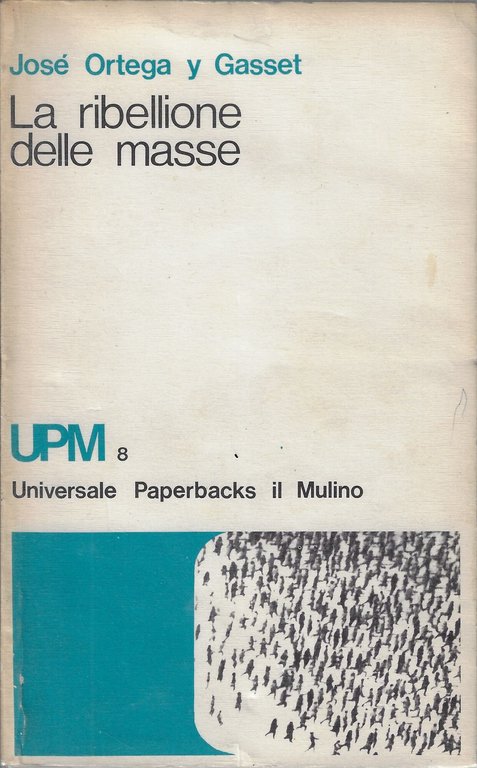 José Ortega y Gasset
La ribellione
delle masse
UPM 8
Universale Paperbacks il Mulino